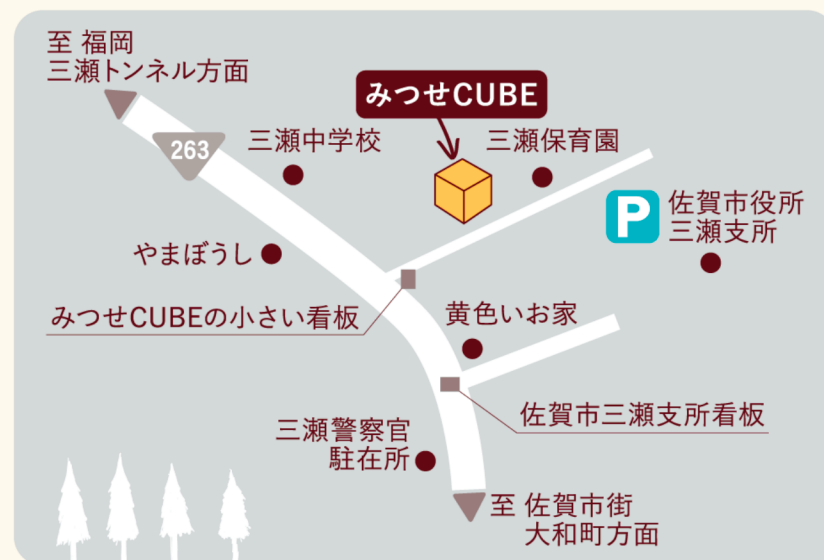 至 福岡
三瀬トンネル方面
みつせCUBE
263
三瀬中学校
三瀬保育園
P
佐賀市役所
三瀬支所
やまぼうし
みつせCUBEの小さい看板
黄色いお家
佐賀市三瀬支所看板
三瀬警察官
駐在所
至 佐賀市街
大和町方面